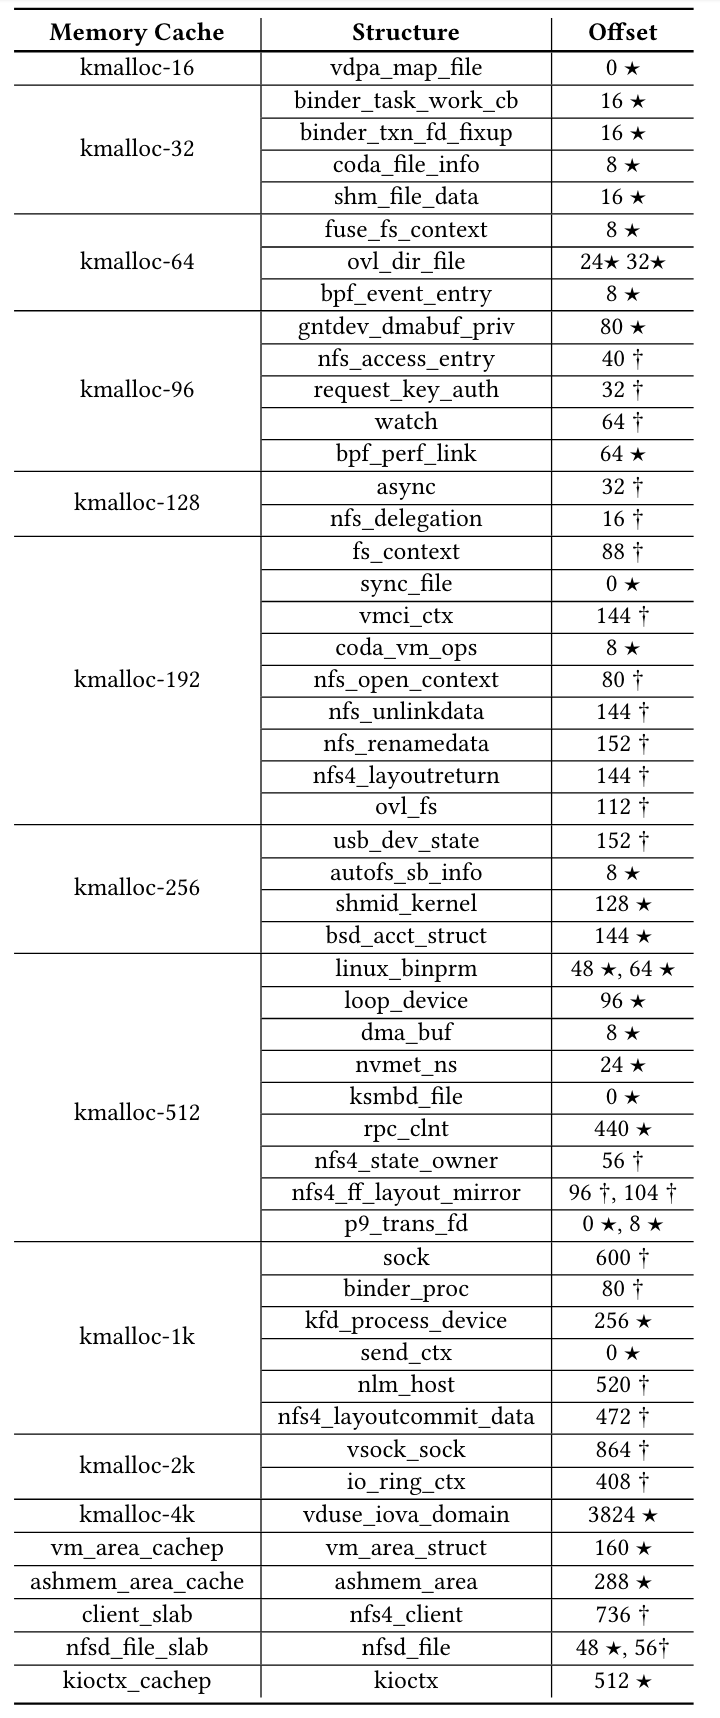 Memory Cache Structure Offset
kmalloc-16 vdpa_map_file 0 ★
kmalloc-32 binder_task_work_cb 16 ★
binder_txn_fd_fixup 16 ★
coda_file_info 8 ★
shm_file_data 16 ★
kmalloc-64 fuse_fs_context 8 ★
ovl_dir_file 24★ 32★
bpf_event_entry 8 ★
kmalloc-96 gntdev_dmabuf_priv 80 ★
nfs_access_entry 40 †
request_key_auth 32 †
watch 64 †
bpf_perf_link 64 ★
kmalloc-128 async 32 †
nfs_delegation 16 †
kmalloc-192 fs_context 88 †
sync_file 0 ★
vmci_ctx 144 †
coda_vm_ops 8 ★
nfs_open_context 80 †
nfs_unlinkdata 144 †
nfs_renamedata 152 †
nfs4_layoutreturn 144 †
ovl_fs 112 †
kmalloc-256 usb_dev_state 152 †
autofs_sb_info 8 ★
shmid_kernel 128 ★
bsd_acct_struct 144 ★
kmalloc-512 linux_binprm 48 ★, 64 ★
loop_device 96 ★
dma_buf 8 ★
nvmet_ns 24 ★
ksmbd_file 0 ★
rpc_clnt 440 ★
nfs4_state_owner 56 †
nfs4_ff_layout_mirror 96 †, 104 †
p9_trans_fd 0 ★, 8 ★
kmalloc-1k sock 600 †
binder_proc 80 †
kfd_process_device 256 ★
send_ctx 0 ★
nlm_host 520 †
nfs4_layoutcommit_data 472 †
kmalloc-2k vsock_sock 864 †
io_ring_ctx 408 †
kmalloc-4k vduse_iova_domain 3824 ★
vm_area_cachep vm_area_struct 160 ★
ashmem_area_cache ashmem_area 288 ★
client_slab nfs4_client 736 †
nfsd_file_slab nfsd_file 48 ★, 56†
kioctx_cachep kioctx 512 ★